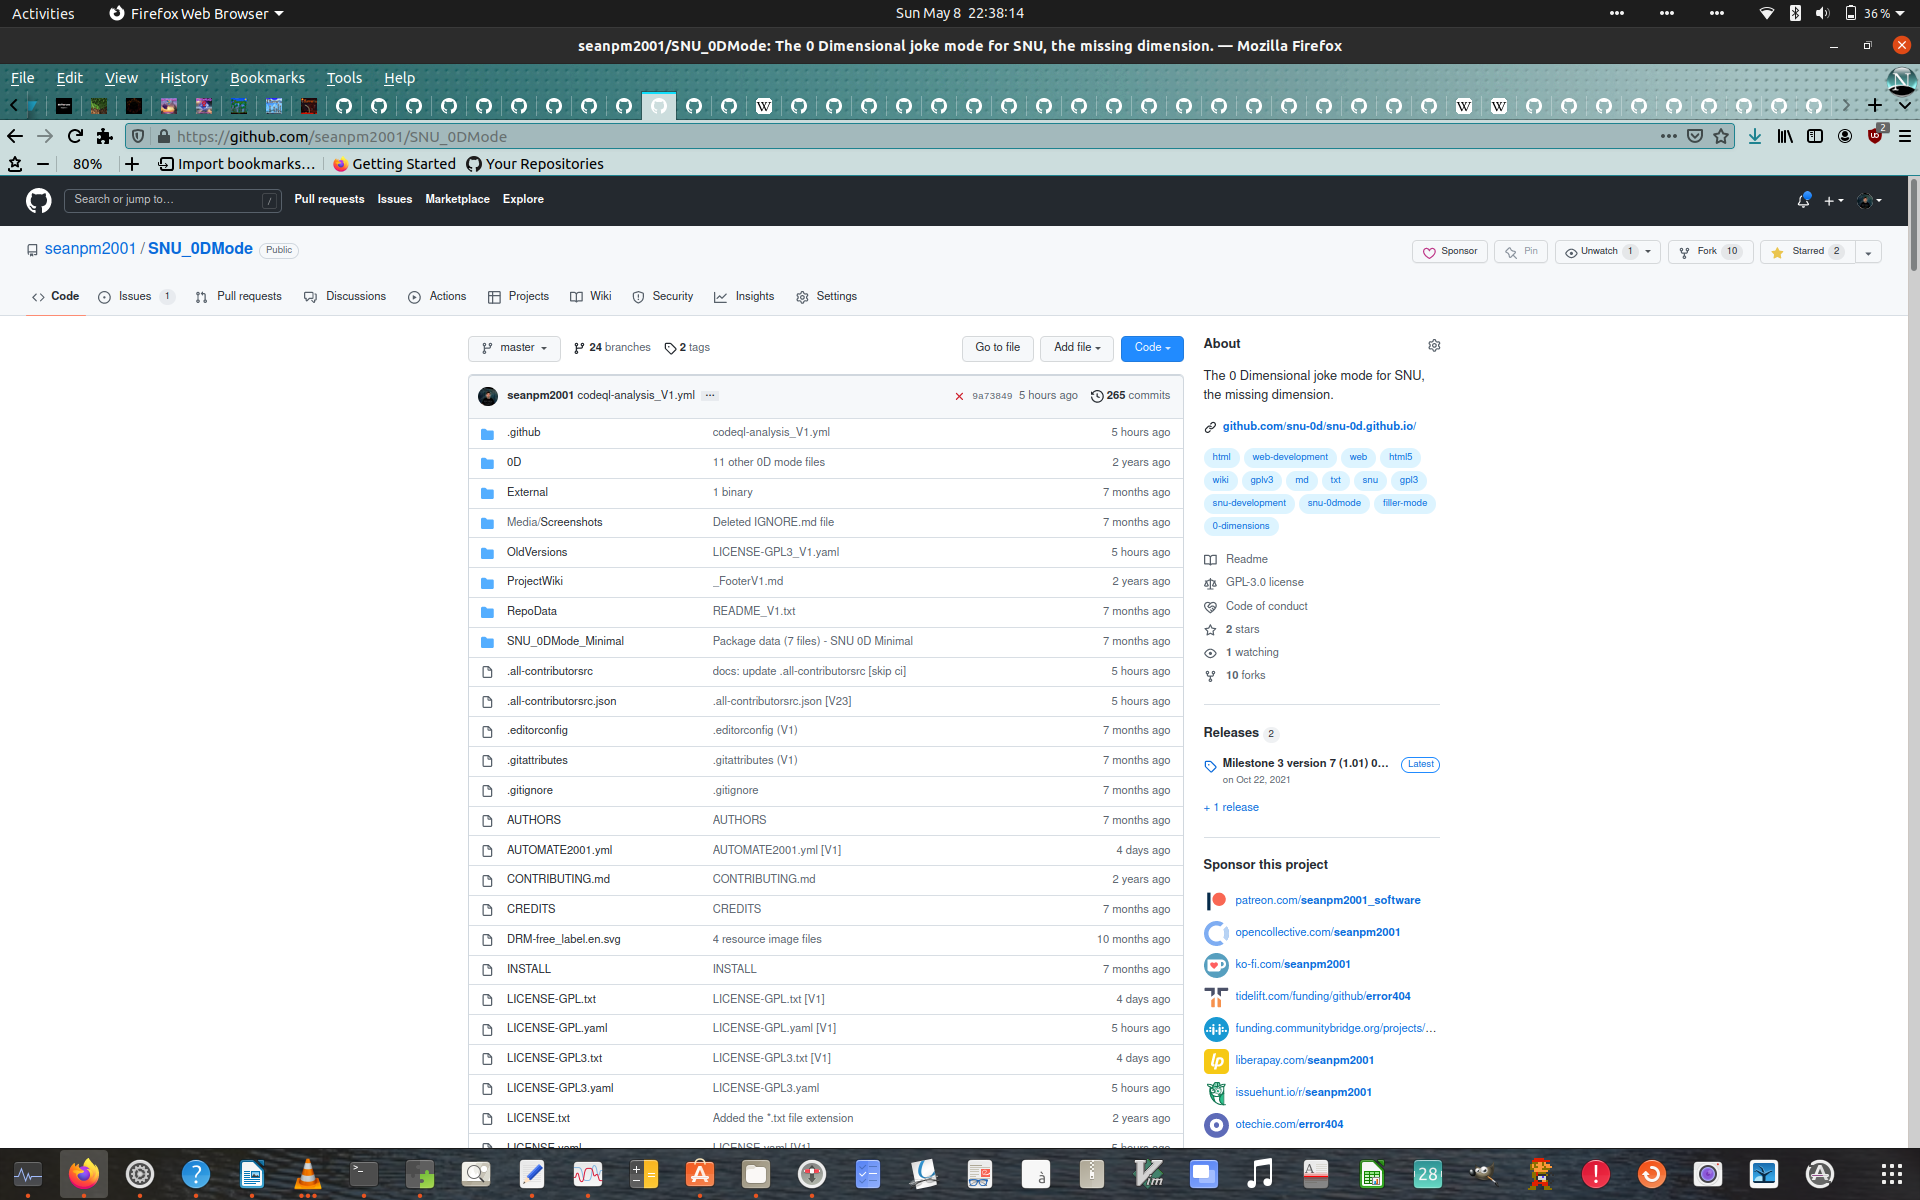 Activities
Firefox Web Browser
Sun May 8 22:38:14
36 %
seanpm2001/SNU_0DMode: The 0 Dimensional joke mode for SNU, the missing dimension. — Mozilla Firefox
File Edit View History Bookmarks Tools Help
https://github.com/seanpm2001/SNU_0DMode
2
80%
Import bookmarks…
Getting Started
Your Repositories
Search or jump to…
/
Pull requests Issues Marketplace Explore
seanpm2001 / SNU_0DMode Public
Sponsor
Pin
Unwatch 1
Fork 10
Starred 2
Code
Issues 1
Pull requests
Discussions
Actions
Projects
Wiki
Security
Insights
Settings
master
24 branches
2 tags
Go to file
Add file
Code
seanpm2001 codeql-analysis_V1.yml ... 9a73849 5 hours ago 265 commits
.github codeql-analysis_V1.yml 5 hours ago
0D 11 other 0D mode files 2 years ago
External 1 binary 7 months ago
Media/Screenshots Deleted IGNORE.md file 7 months ago
OldVersions LICENSE-GPL3_V1.yaml 5 hours ago
ProjectWiki _FooterV1.md 2 years ago
RepoData README_V1.txt 7 months ago
SNU_0DMode_Minimal Package data (7 files) - SNU 0D Minimal 7 months ago
.all-contributorsrc docs: update .all-contributorsrc [skip ci] 5 hours ago
.all-contributorsrc.json .all-contributorsrc.json [V23] 5 hours ago
.editorconfig .editorconfig (V1) 7 months ago
.gitattributes .gitattributes (V1) 7 months ago
.gitignore .gitignore 7 months ago
AUTHORS AUTHORS 7 months ago
AUTOMATE2001.yml AUTOMATE2001.yml [V1] 4 days ago
CONTRIBUTING.md CONTRIBUTING.md 2 years ago
CREDITS CREDITS 7 months ago
DRM-free_label.en.svg 4 resource image files 10 months ago
INSTALL INSTALL 7 months ago
LICENSE-GPL.txt LICENSE-GPL.txt [V1] 4 days ago
LICENSE-GPL.yaml LICENSE-GPL.yaml [V1] 5 hours ago
LICENSE-GPL3.txt LICENSE-GPL3.txt [V1] 4 days ago
LICENSE-GPL3.yaml LICENSE-GPL3.yaml 5 hours ago
LICENSE.txt Added the *.txt file extension 2 years ago
LICENSE.yaml LICENSE.yaml [V1] 5 hours ago
About
The 0 Dimensional joke mode for SNU,
the missing dimension.
github.com/snu-0d/snu-0d.github.io/
html web-development web html5
wiki gplv3 md txt snu gpl3
snu-development snu-0dmode filler-mode
0-dimensions
Readme
GPL-3.0 license
Code of conduct
2 stars
1 watching
10 forks
Releases 2
Milestone 3 version 7 (1.01) 0... Latest
on Oct 22, 2021
+ 1 release
Sponsor this project
patreon.com/seanpm2001_software
opencollective.com/seanpm2001
ko-fi.com/seanpm2001
tidelift.com/funding/github/error404
funding.communitybridge.org/projects/...
liberapay.com/seanpm2001
issuehunt.io/r/seanpm2001
otechie.com/error404
28